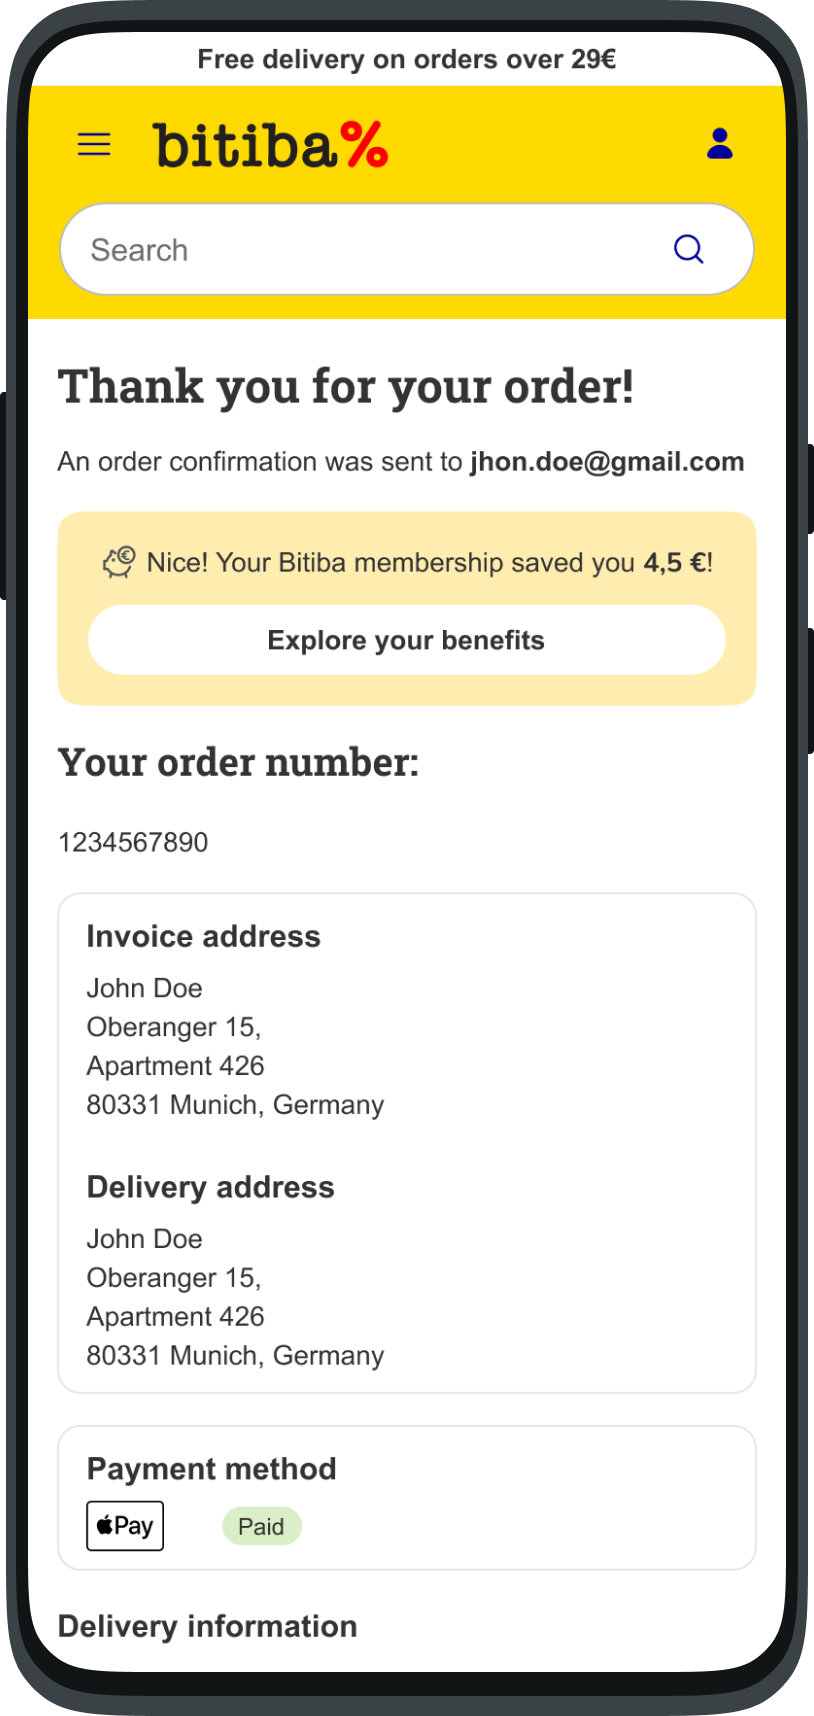 Free delivery on orders over 29€
bitiba%
Search
Thank you for your order!
An order confirmation was sent to jhon.doe@gmail.com
Nice! Your Bitiba membership saved you 4,5 €!
Explore your benefits
Your order number:
1234567890
Invoice address
John Doe
Oberanger 15,
Apartment 426
80331 Munich, Germany
Delivery address
John Doe
Oberanger 15,
Apartment 426
80331 Munich, Germany
Payment method
Pay Paid
Delivery information